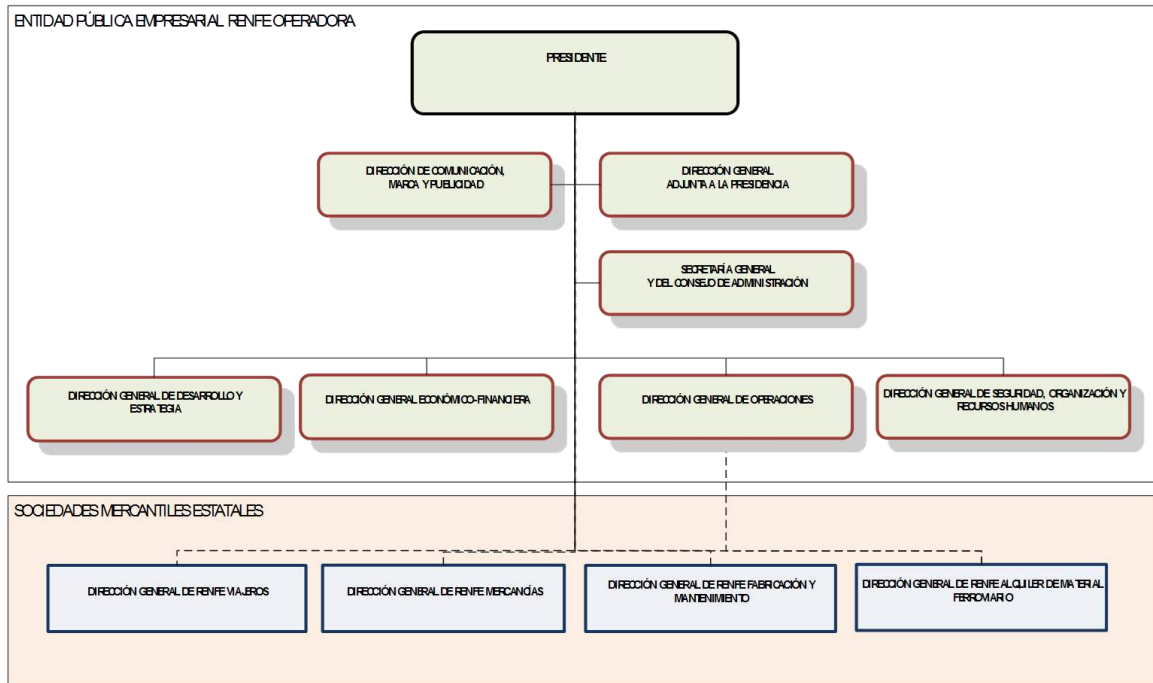 ENTIDAD PÚBLICA EMPRESARIAL RENFE OPERADORA
PRESIDENTE
DIRECCIÓN DE COMUNICACIÓN,
MARCA Y PUBLICIDAD
DIRECCIÓN GENERAL
ADJUNTA A LA PRESIDENCIA
SECRETARÍA GENERAL
Y DEL CONSEJO DE ADMINISTRACIÓN
DIRECCIÓN GENERAL DE DESARROLLO Y
ESTRATEGIA
DIRECCIÓN GENERAL ECONÓMICO-FINANCIERA
DIRECCIÓN GENERAL DE OPERACIONES
DIRECCIÓN GENERAL DE SEGURIDAD, ORGANIZACIÓN Y
RECURSOS HUMANOS
SOCIEDADES MERCANTILES ESTATALES
DIRECCIÓN GENERAL DE RENFE VIAJEROS
DIRECCIÓN GENERAL DE RENFE MERCANCÍAS
DIRECCIÓN GENERAL DE RENFE FABRICACIÓN Y
MANTENIMIENTO
DIRECCIÓN GENERAL DE RENFE ALQUILER DE MATERIAL
FERROVIARIO